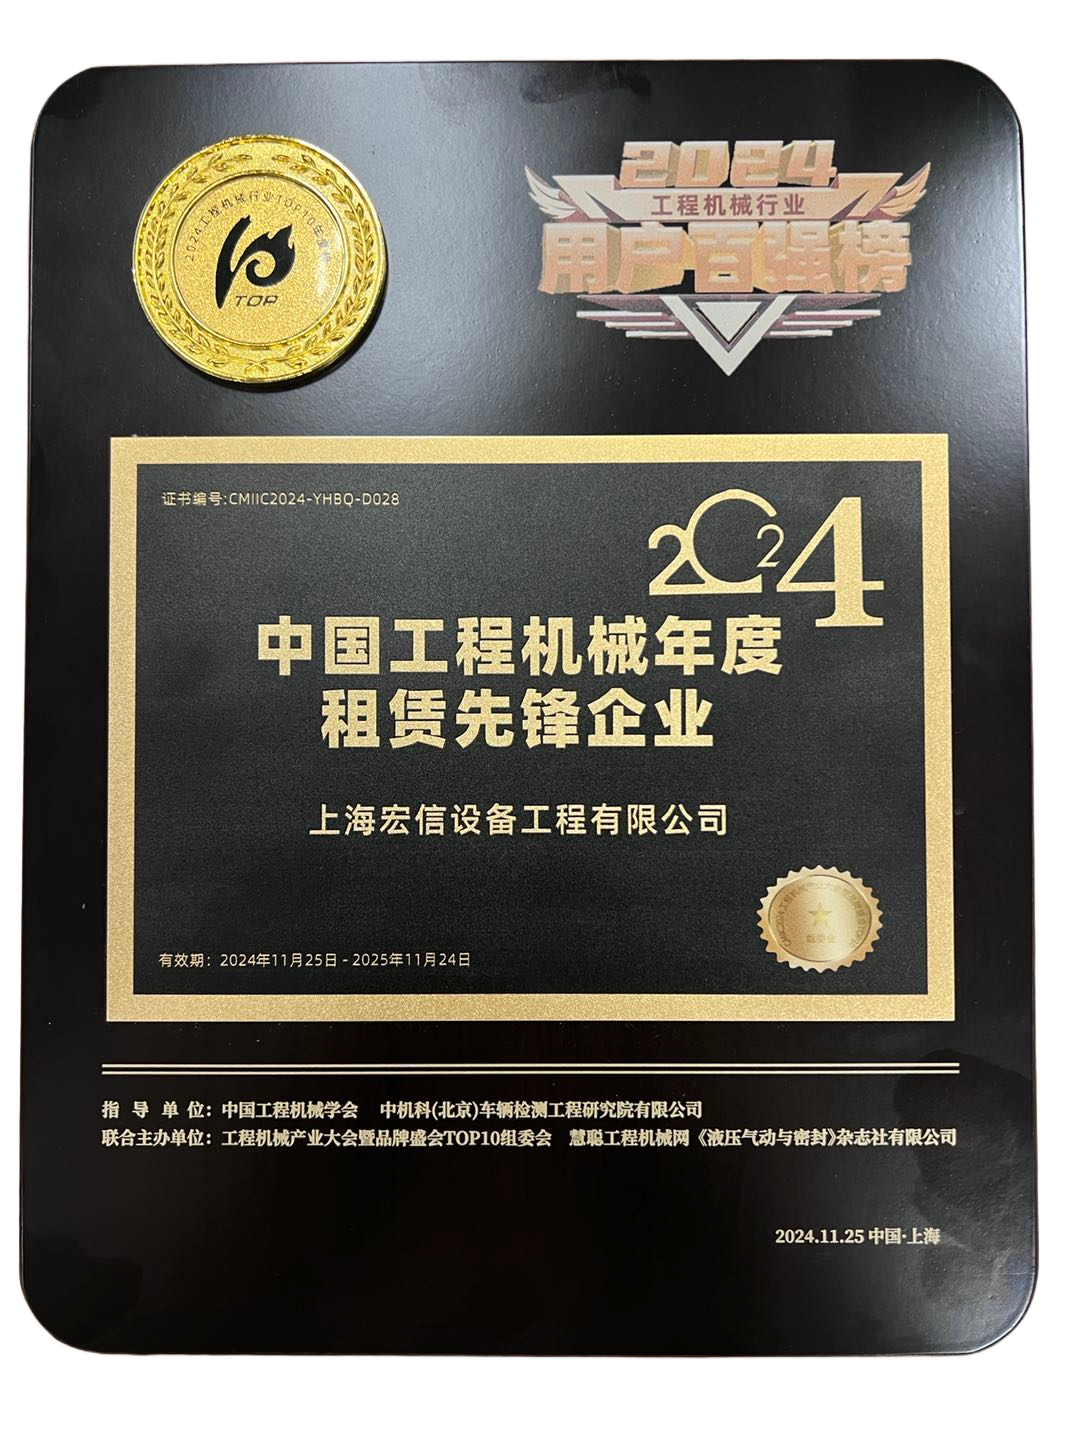 2024工程机械行业TOP10
TOP
2024
工程机械行业
用户百强榜
证书编号:CMIIC2024-YHBQ-D028
2024
中国工程机械年度
租赁先锋企业
上海宏信设备工程有限公司
组委会
有效期：2024年11月25日-2025年11月24日
指导单位：中国工程机械学会 中机科(北京)车辆检测工程研究院有限公司
联合主办单位：工程机械产业大会暨品牌盛会TOP10组委会 慧聪工程机械网《液压气动与密封》杂志社有限公司
2024.11.25 中国·上海